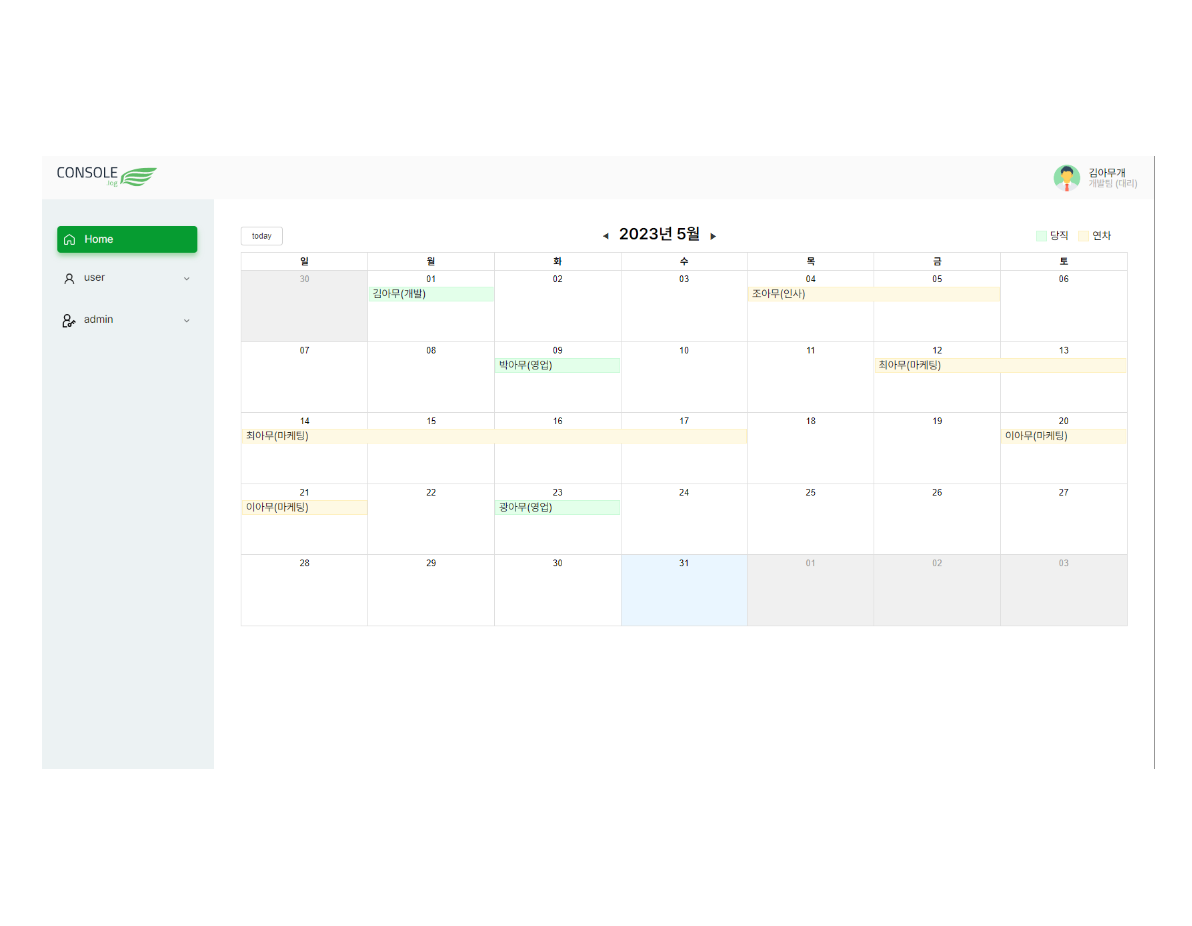 CONSOLE
log
김아무개
개발팀 (대리)
Home
user
admin
today
◂ 2023년 5월 ▸
당직 연차
일 월 화 수 목 금 토
30 01 02 03 04 05 06
김아무(개발) 조아무(인사)
07 08 09 10 11 12 13
박아무(영업) 최아무(마케팅)
14 15 16 17 18 19 20
최아무(마케팅) 이아무(마케팅)
21 22 23 24 25 26 27
이아무(마케팅) 광아무(영업)
28 29 30 31 01 02 03